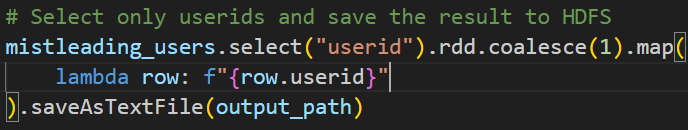 # Select only userids and save the result to HDFS
mistleading_users.select("userid").rdd.coalesce(1).map(
    lambda row: f"{row.userid}"
).saveAsTextFile(output_path)